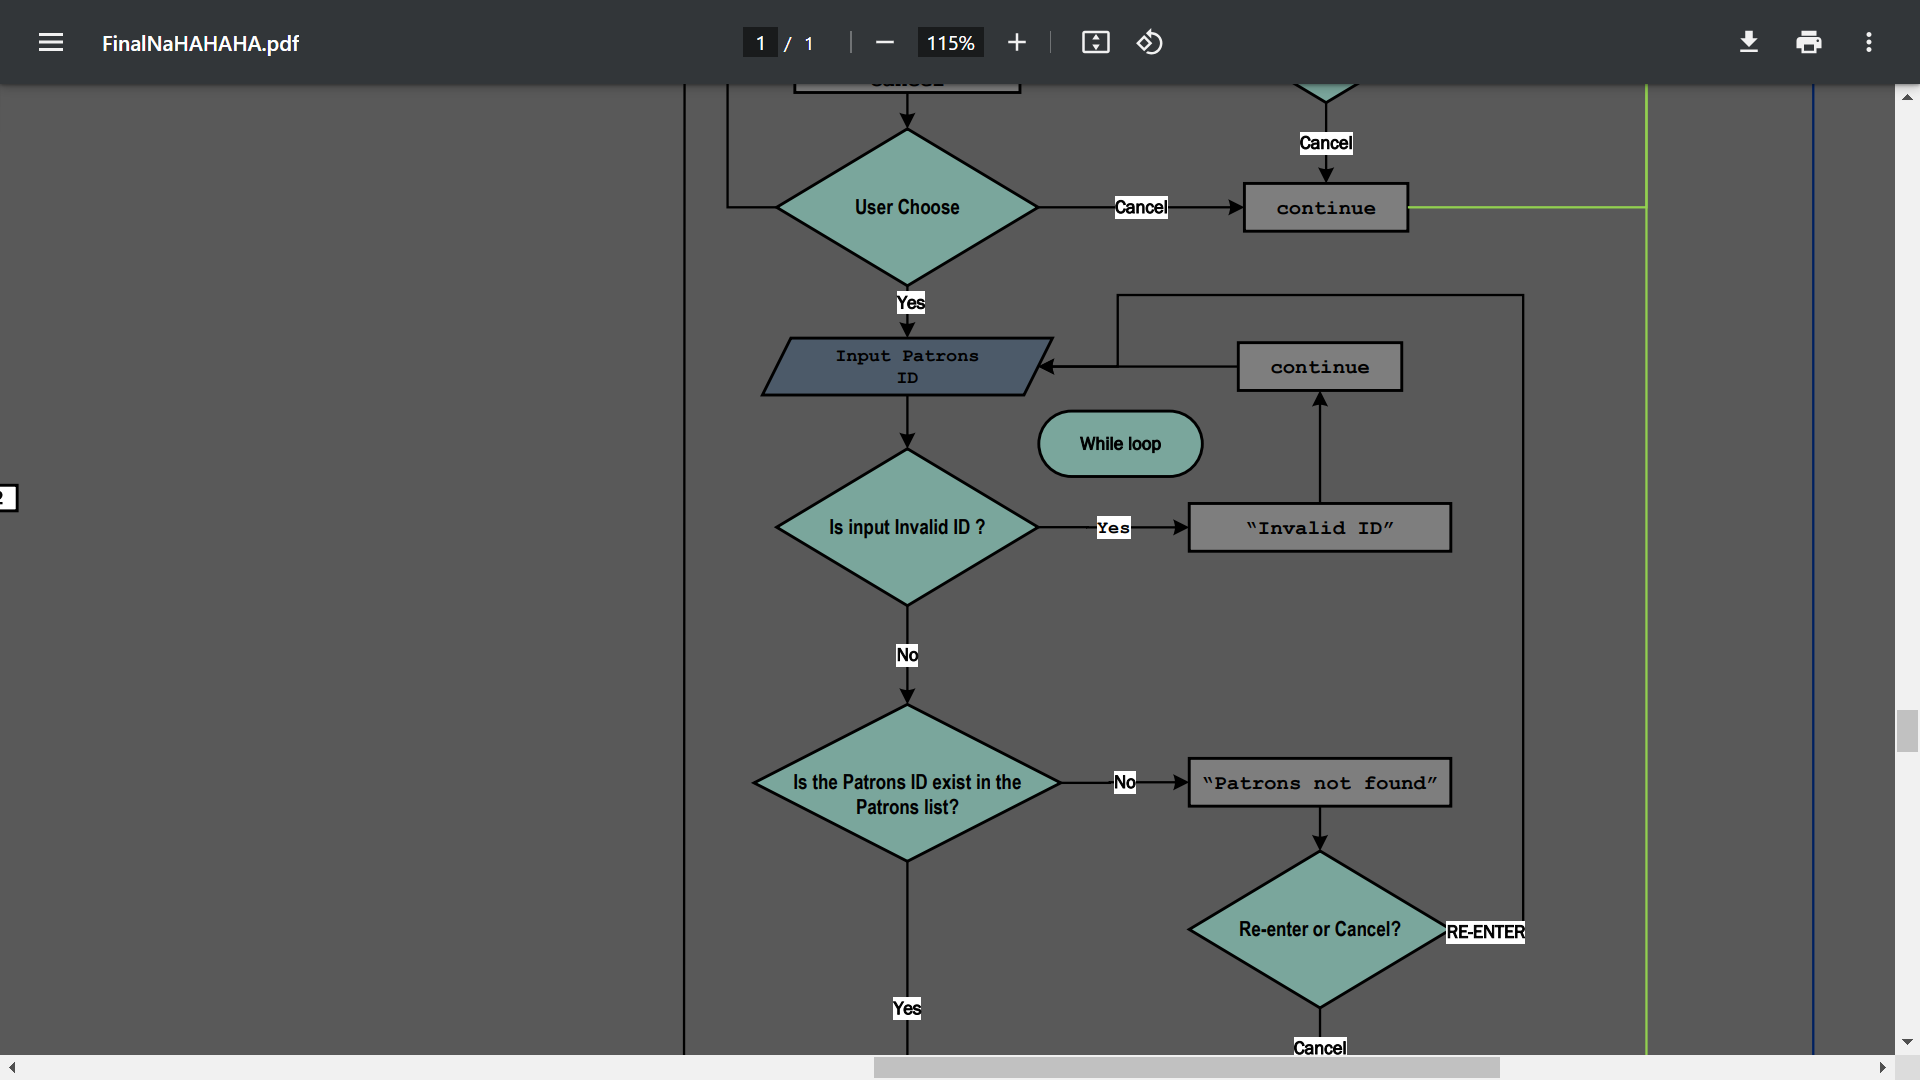 FinalNaHAHAHA.pdf
1 / 1
115%
Cancel
User Choose
Cancel
continue
Yes
Input Patrons
ID
continue
While loop
Is input Invalid ID ?
Yes
“Invalid ID”
No
Is the Patrons ID exist in the
Patrons list?
No
“Patrons not found”
Re-enter or Cancel?
RE-ENTER
Yes
Cancel